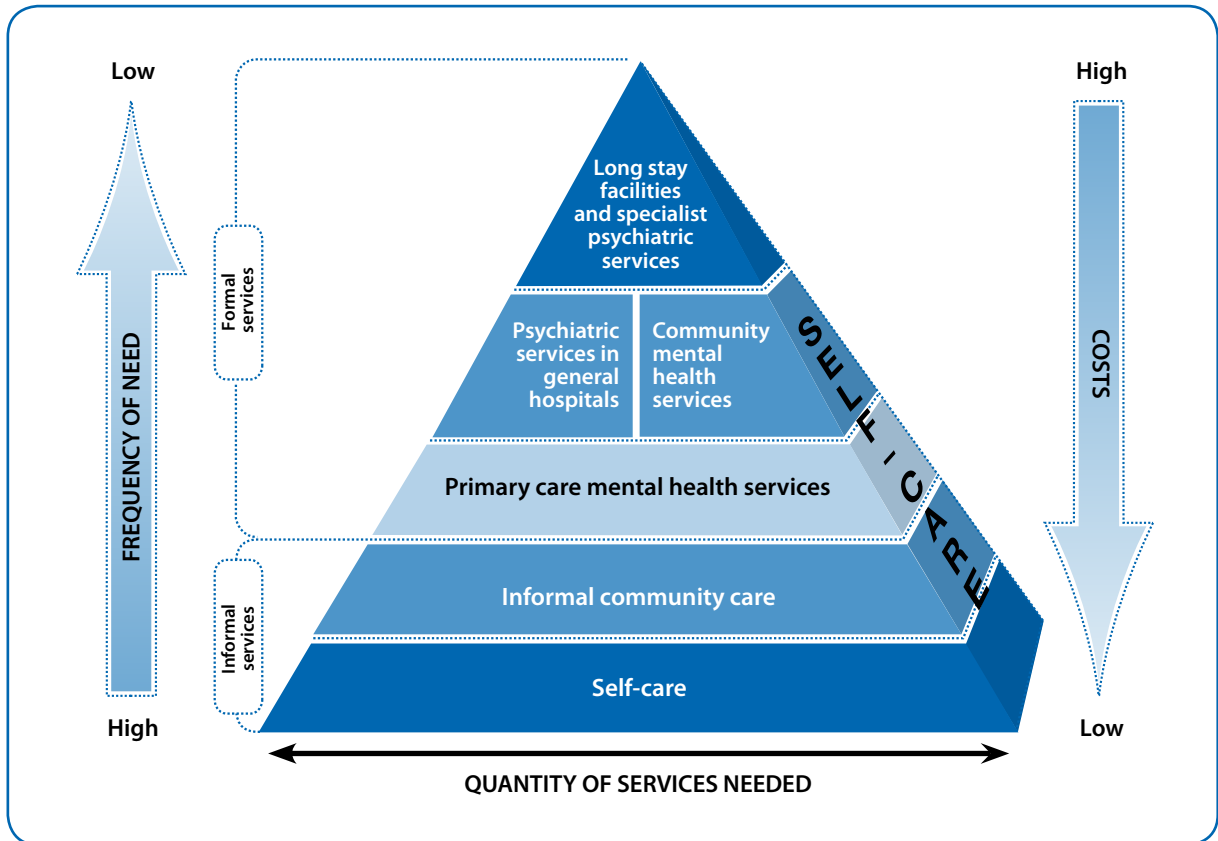 Low
High
Long stay
facilities
and specialist
psychiatric
services
Formal
services
FREQUENCY OF NEED
Psychiatric
services in
general
hospitals
Community
mental
health
services
SELF-CARE
COSTS
Primary care mental health services
Informal
services
Informal community care
Self-care
High
Low
QUANTITY OF SERVICES NEEDED